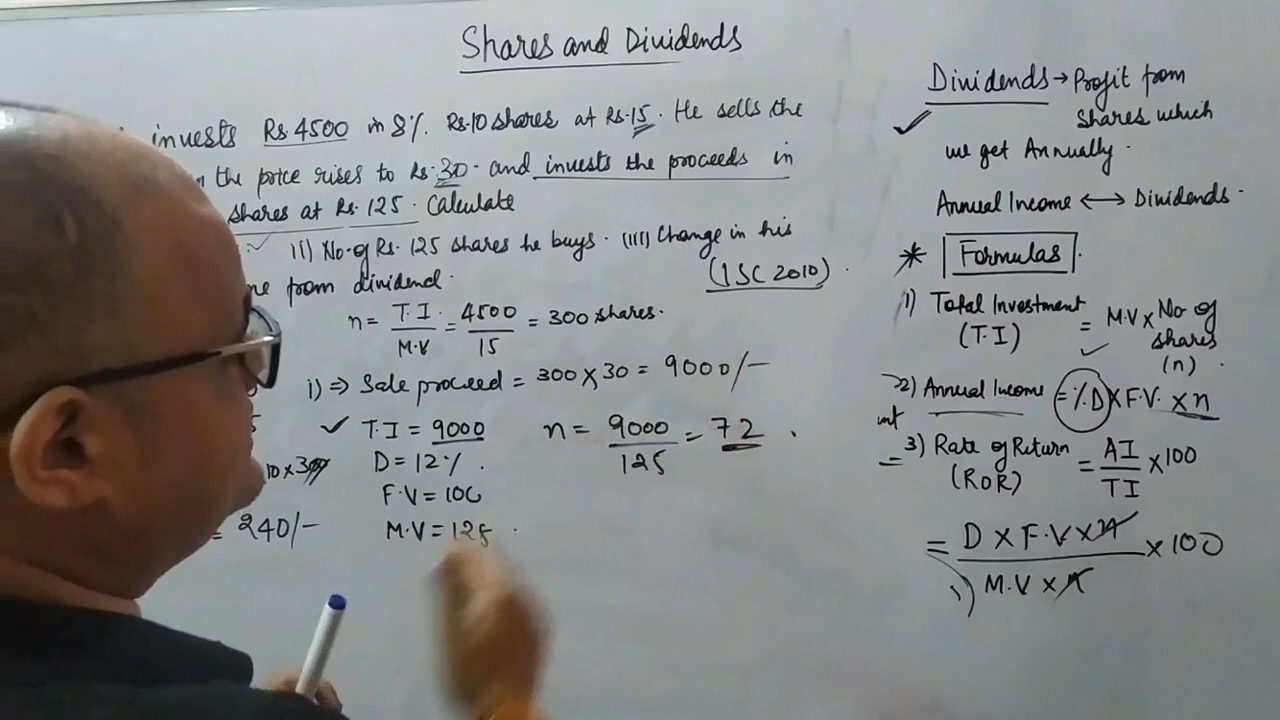 Shares and Dividends
invests Rs 4500 in 8%. Rs.10 shares at Rs.15. He sells the
the price rises to Rs.30. and invests the proceeds in
shares at Rs.125. Calculate
✓ ii) No. of Rs.125 shares he buys. (iii) Change in his
from dividend.
(ISC 2010).
n = T.I. / M.V = 4500 / 15 = 300 shares.
i) ⇒ Sale proceed = 300 × 30 = 9000/-
✓ T.I = 9000 n = 9000 / 125 = 72.
D = 12%.
F.V = 100
M.V = 125.
= 240/-
Dividends → Profit from
shares which
✓ we get Annually.
Annual Income ⟷ Dividends.
* Formulas
1) Total Investment (T.I) = M.V × No of shares (n). ✓
2) Annual Income = %D × F.V. × n
3) Rate of Return (ROR) = AI / TI × 100
= D × F.V × n / M.V × n × 100